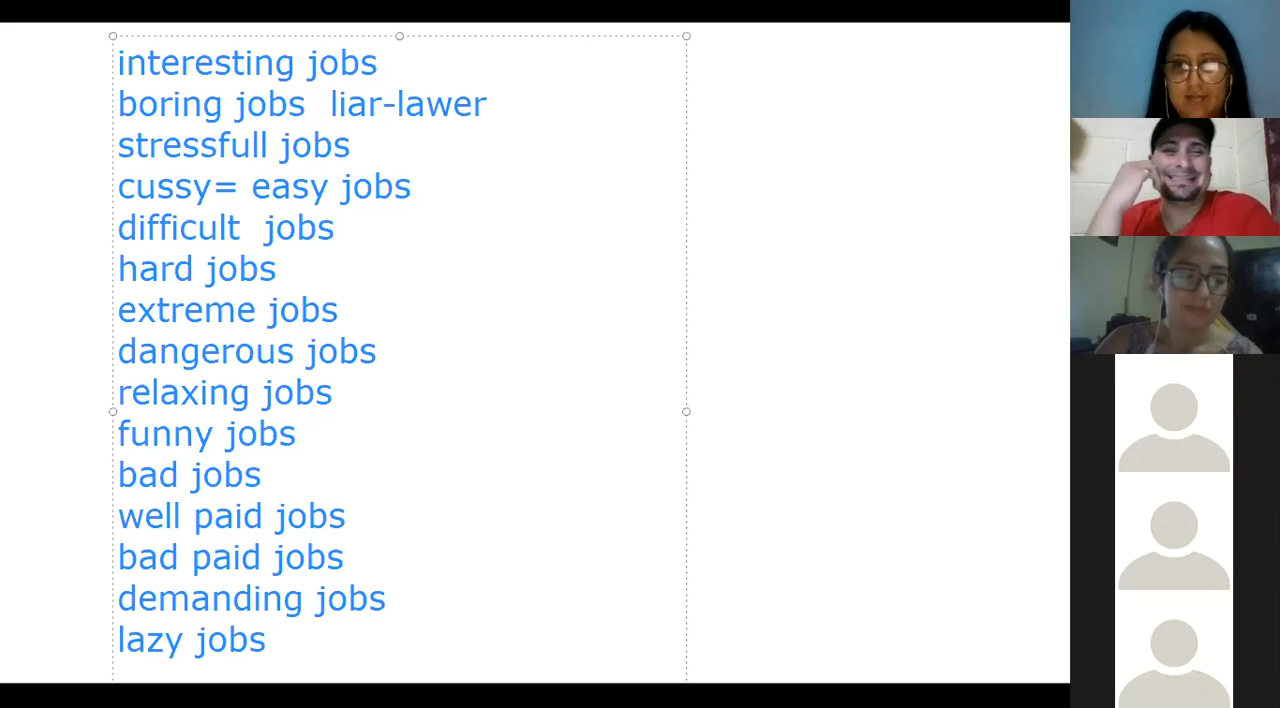 interesting jobs
boring jobs  liar-lawer
stressfull jobs
cussy= easy jobs
difficult  jobs
hard jobs
extreme jobs
dangerous jobs
relaxing jobs
funny jobs
bad jobs
well paid jobs
bad paid jobs
demanding jobs
lazy jobs